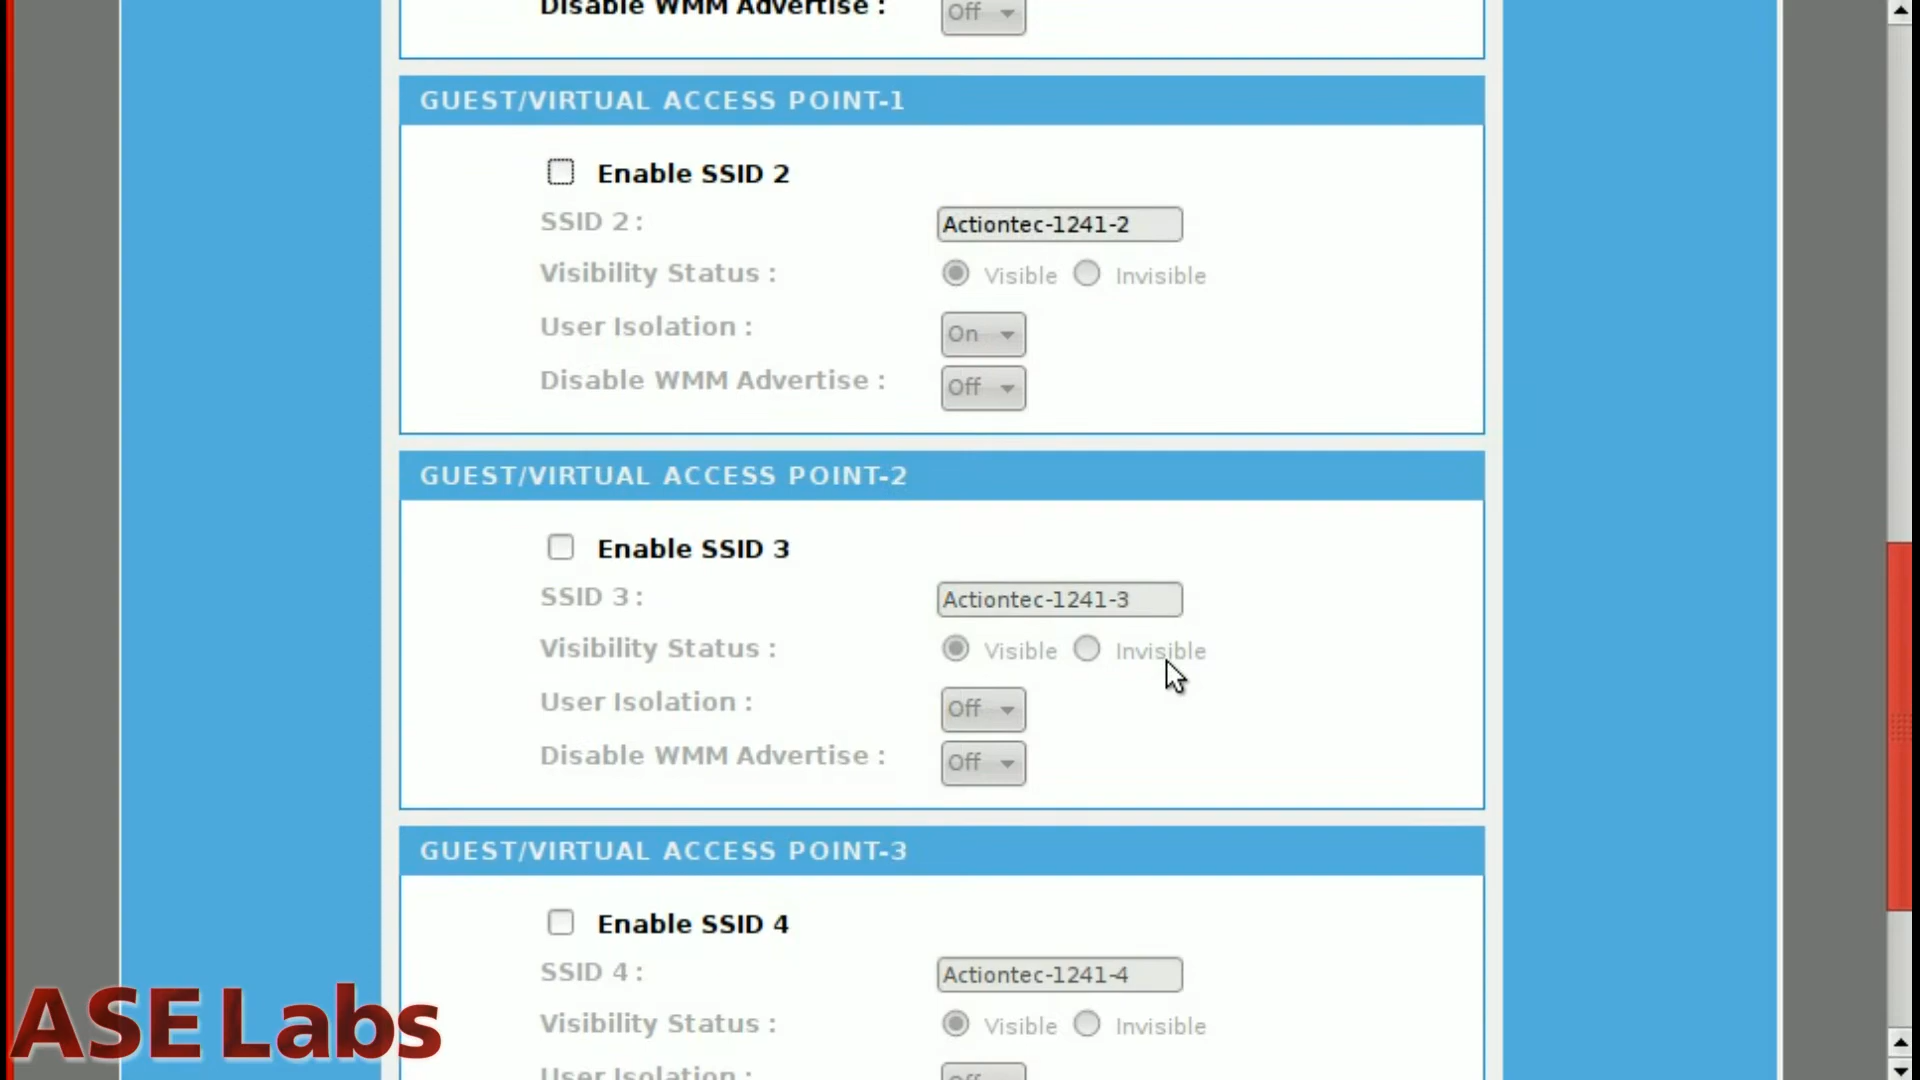 Disable WMM Advertise : Off
GUEST/VIRTUAL ACCESS POINT-1
Enable SSID 2
SSID 2 : Actiontec-1241-2
Visibility Status : Visible Invisible
User Isolation : On
Disable WMM Advertise : Off
GUEST/VIRTUAL ACCESS POINT-2
Enable SSID 3
SSID 3 : Actiontec-1241-3
Visibility Status : Visible Invisible
User Isolation : Off
Disable WMM Advertise : Off
GUEST/VIRTUAL ACCESS POINT-3
Enable SSID 4
SSID 4 : Actiontec-1241-4
Visibility Status : Visible Invisible
User Isolation : Off
ASE Labs